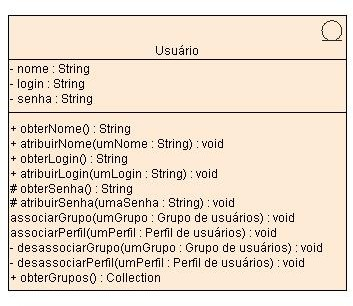 Usuário
- nome : String
- login : String
- senha : String
+ obterNome() : String
+ atribuirNome(umNome : String) : void
+ obterLogin() : String
+ atribuirLogin(umLogin : String) : void
# obterSenha() : String
# atribuirSenha(umaSenha : String) : void
associarGrupo(umGrupo : Grupo de usuários) : void
associarPerfil(umPerfil : Perfil de usuários) : void
- desassociarGrupo(umGrupo : Grupo de usuários) : void
- desassociarPerfil(umPerfil : Perfil de usuários) : void
+ obterGrupos() : Collection